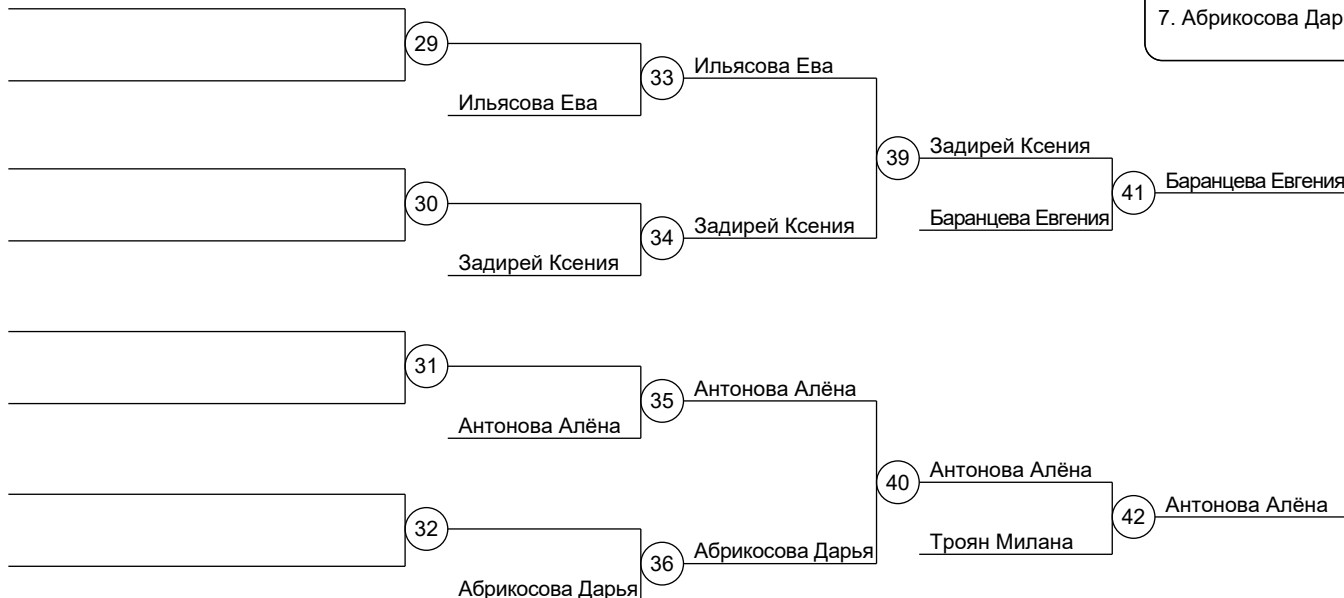 7. Абрикосова Дар
29
33
Ильясова Ева
Ильясова Ева
39
Задирей Ксения
30
41
Баранцева Евгения
34
Задирей Ксения
Баранцева Евгения
Задирей Ксения
31
35
Антонова Алёна
Антонова Алёна
40
Антонова Алёна
32
42
Антонова Алёна
36
Абрикосова Дарья
Троян Милана
Абрикосова Дарья